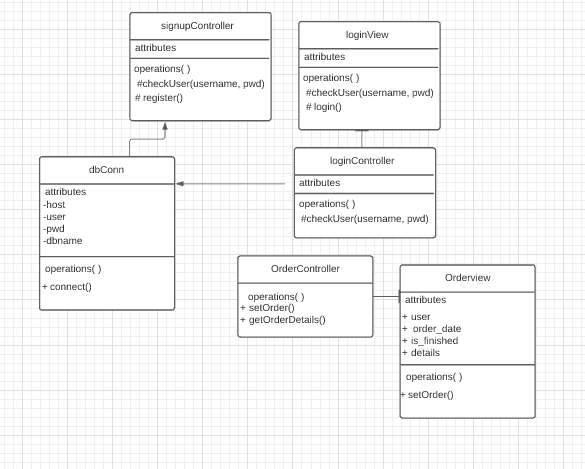 signupController
attributes
operations( )
#checkUser(username, pwd)
# register()
loginView
attributes
operations( )
#checkUser(username, pwd)
# login()
dbConn
attributes
-host
-user
-pwd
-dbname
operations( )
+ connect()
loginController
attributes
operations( )
#checkUser(username, pwd)
OrderController
operations( )
+ setOrder()
+ getOrderDetails()
Orderview
attributes
+ user
+ order_date
+ is_finished
+ details
operations( )
+ setOrder()